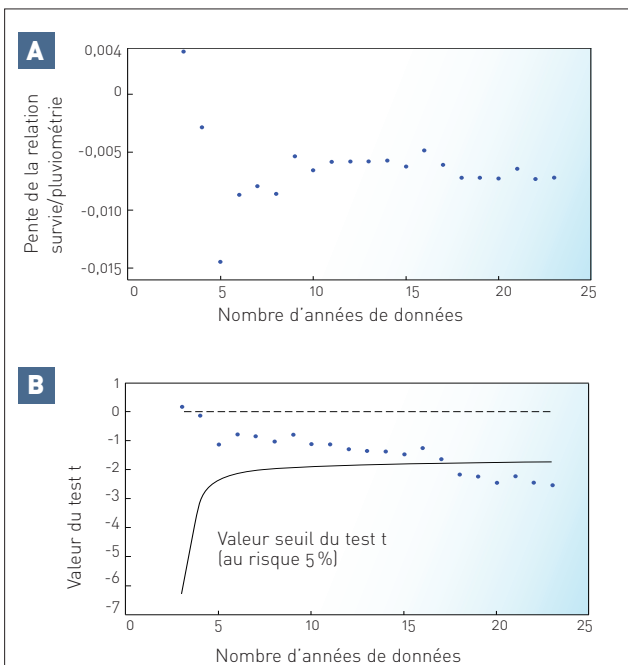 A
Pente de la relation
survie/pluviométrie
0,004
0
-0,005
-0,010
-0,015
0
5
10
15
20
25
Nombre d'années de données
B
Valeur du test t
1
0
-1
-2
-3
-4
-5
-6
-7
Valeur seuil du test t
(au risque 5 %)
0
5
10
15
20
25
Nombre d'années de données